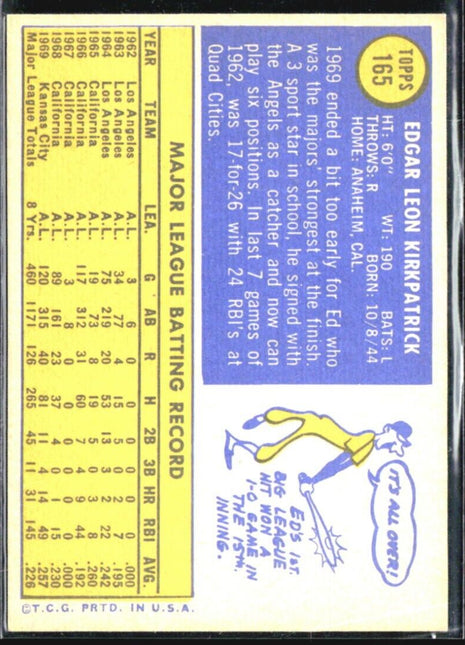 TOPPS
165
EDGAR LEON KIRKPATRICK
HT: 6'0" WT: 190 BATS: L
THROWS: R BORN: 10/8/44
HOME: ANAHEIM, CAL.
1969 ended a bit too early for Ed who
was the majors' strongest at the finish.
A 3 sport star in school, he signed with
the Angels as a catcher and now can
play six positions. In last 7 games of
1962, was 17-for-26 with 24 RBI's at
Quad Cities.
IT'S ALL OVER!
ED'S 1ST.
BIG LEAGUE
HIT WON A
1-0 GAME IN
THE 15TH.
INNING.
MAJOR LEAGUE BATTING RECORD
YEAR TEAM LEA. G AB R H 2B 3B HR RBI AVG.
1962 Los Angeles A.L. 3 6 0 0 0 0 0 0 .000
1963 Los Angeles A.L. 34 77 4 15 5 0 2 7 .195
1964 Los Angeles A.L. 75 219 20 53 13 3 2 22 .242
1965 California A.L. 19 73 8 19 5 0 3 8 .260
1966 California A.L. 117 312 31 60 7 4 9 44 .192
1967 California A.L. 3 8 0 0 0 0 0 0 .000
1968 California A.L. 89 161 23 37 4 0 1 15 .230
1969 Kansas City A.L. 120 315 40 81 11 4 14 49 .257
Major League Totals 8 Yrs. 460 1171 126 265 45 11 31 145 .226
©T.C.G. PRTD. IN U.S.A.